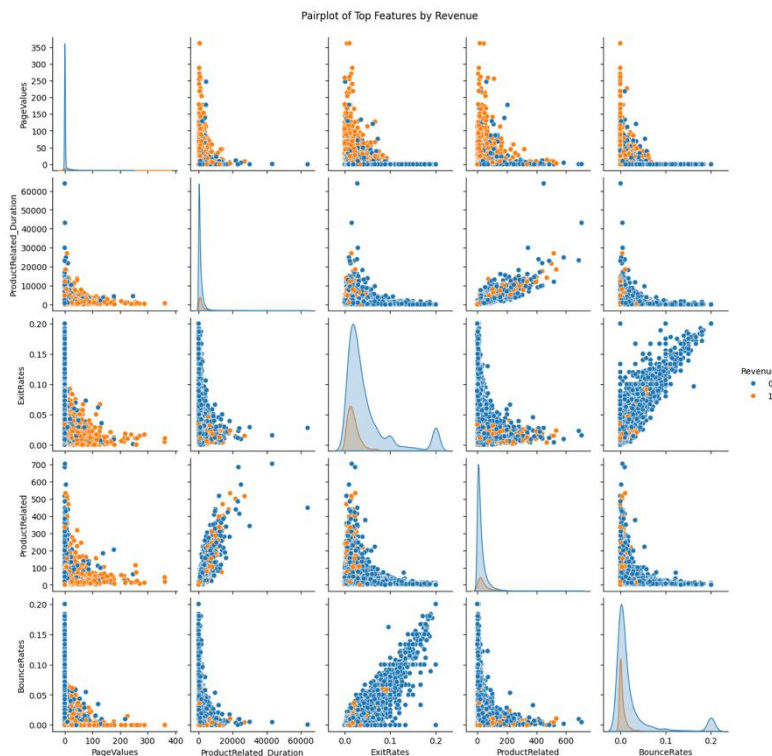 Pairplot of Top Features by Revenue
PageValues
350
300
250
200
150
100
50
0
ProductRelated_Duration
60000
50000
40000
30000
20000
10000
0
ExitRates
0.20
0.15
0.10
0.05
0.00
Revenue
0
1
ProductRelated
700
600
500
400
300
200
100
0
BounceRates
0.20
0.15
0.10
0.05
0.00
0 100 200 300 400
0 20000 40000 60000
0.0 0.1 0.2
0 200 400 600
0.0 0.1 0.2
PageValues ProductRelated_Duration ExitRates ProductRelated BounceRates